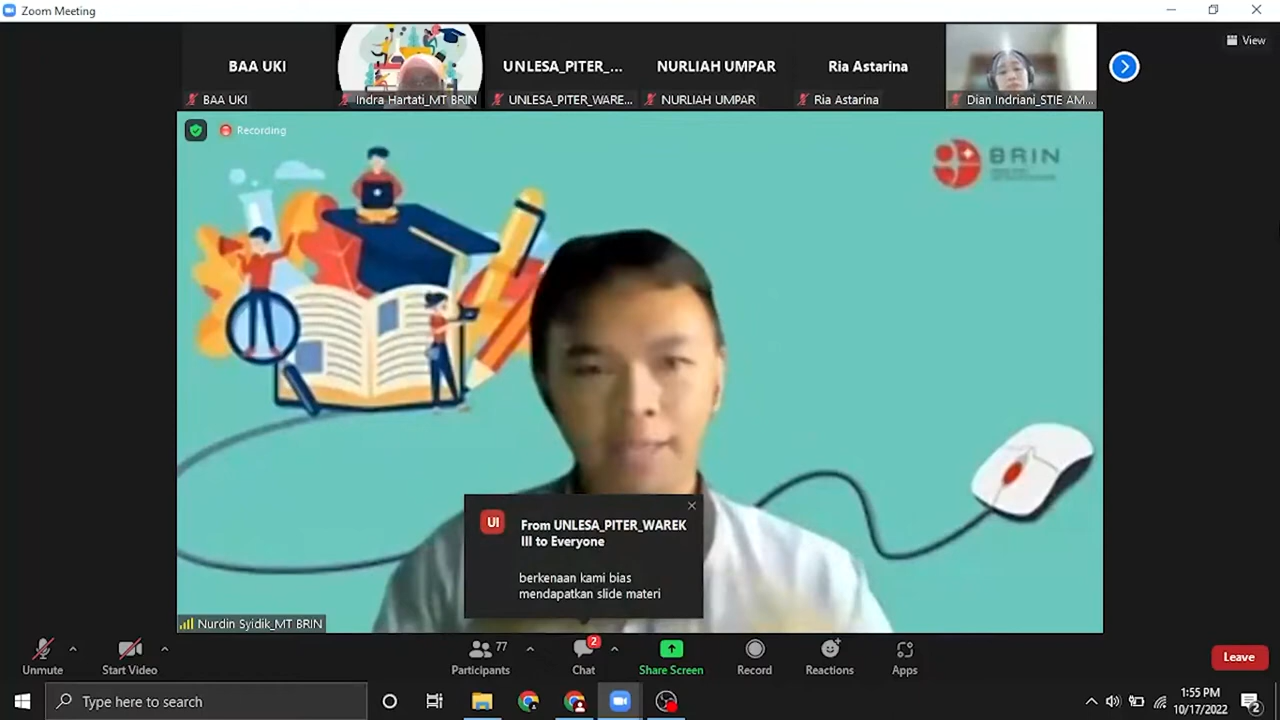 Zoom Meeting
BAA UKI
UNLESA_PITER_...
NURLIAH UMPAR
Ria Astarina
View
BAA UKI
Indra Hartati_MT BRIN
UNLESA_PITER_WARE...
NURLIAH UMPAR
Ria Astarina
Dian Indriani_STIE AM...
Recording
BRIN
UI
From UNLESA_PITER_WAREK
III to Everyone
berkenaan kami bias
mendapatkan slide materi
Nurdin Syidik_MT BRIN
77
2
Unmute
Start Video
Participants
Chat
Share Screen
Record
Reactions
Apps
Leave
Type here to search
1:55 PM
10/17/2022
2